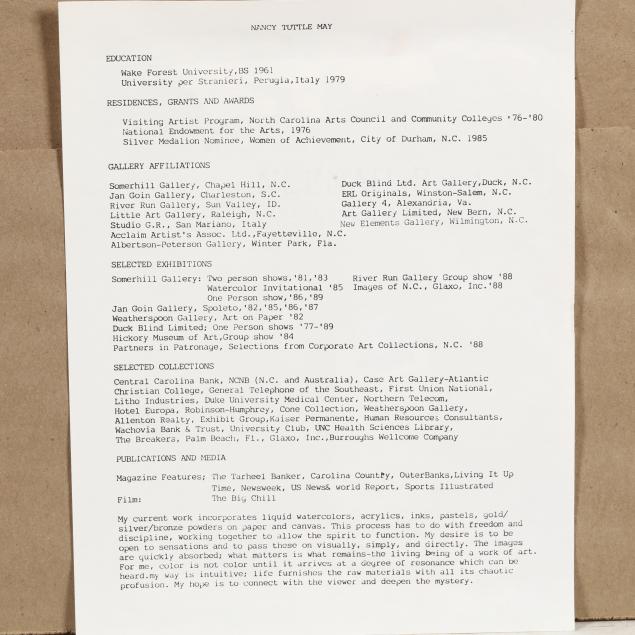 NANCY TUTTLE MAY
EDUCATION
Wake Forest University,BS 1961
University per Stranieri, Perugia,Italy 1979
RESIDENCES, GRANTS AND AWARDS
Visiting Artist Program, North Carolina Arts Council and Community Colleges '76-'80
National Endowment for the Arts, 1976
Silver Medalion Nominee, Women of Achievement, City of Durham, N.C. 1985
GALLERY AFFILIATIONS
Somerhill Gallery, Chapel Hill, N.C. Duck Blind Ltd. Art Gallery,Duck, N.C.
Jan Goin Gallery, Charleston, S.C. ERL Originals, Winston-Salem, N.C.
River Run Gallery, Sun Valley, ID. Gallery 4, Alexandria, Va.
Little Art Gallery, Raleigh, N.C. Art Gallery Limited, New Bern, N.C.
Studio G.R., San Mariano, Italy New Elements Gallery, Wilmington, N.C.
Acclaim Artist's Assoc. Ltd.,Fayetteville, N.C.
Albertson-Peterson Gallery, Winter Park, Fla.
SELECTED EXHIBITIONS
Somerhill Gallery: Two person shows,'81,'83 River Run Gallery Group show '88
Watercolor Invitational '85 Images of N.C., Glaxo, Inc.'88
One Person show,'86,'89
Jan Goin Gallery, Spoleto,'82,'85,'86,'87
Weatherspoon Gallery, Art on Paper '82
Duck Blind Limited; One Person shows '77-'89
Hickory Museum of Art,Group show '84
Partners in Patronage, Selections from Corporate Art Collections, N.C. '88
SELECTED COLLECTIONS
Central Carolina Bank, NCNB (N.C. and Australia), Case Art Gallery-Atlantic
Christian College, General Telephone of the Southeast, First Union National,
Litho Industries, Duke University Medical Center, Northern Telecom,
Hotel Europa, Robinson-Humphrey, Cone Collection, Weatherspoon Gallery,
Allenton Realty, Exhibit Group,Kaiser Permanente, Human Resources Consultants,
Wachovia Bank & Trust, University Club, UNC Health Sciences Library,
The Breakers, Palm Beach, Fl., Glaxo, Inc.,Burroughs Wellcome Company
PUBLICATIONS AND MEDIA
Magazine Features; The Tarheel Banker, Carolina Country, OuterBanks,Living It Up
Time, Newsweek, US News& world Report, Sports Illustrated
Film: The Big Chill
My current work incorporates liquid watercolors, acrylics, inks, pastels, gold/
silver/bronze powders on paper and canvas. This process has to do with freedom and
discipline, working together to allow the spirit to function. My desire is to be
open to sensations and to pass these on visually, simply, and directly. The images
are quickly absorbed; what matters is what remains-the living being of a work of art.
For me, color is not color until it arrives at a degree of resonance which can be
heard.my way is intuitive; life furnishes the raw materials with all its chaotic
profusion. My hope is to connect with the viewer and deepen the mystery.